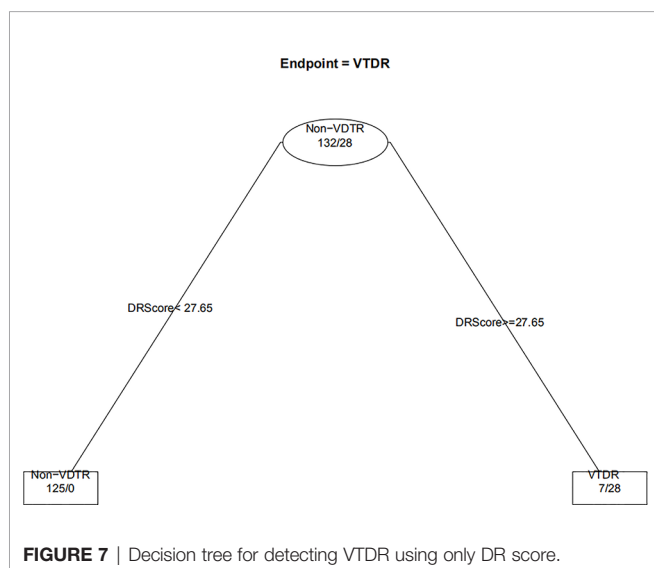 Endpoint = VTDR
Non-VDTR
132/28
DRScore< 27.65
DRScore>=27.65
Non-VDTR
125/0
VTDR
7/28
FIGURE 7 | Decision tree for detecting VTDR using only DR score.